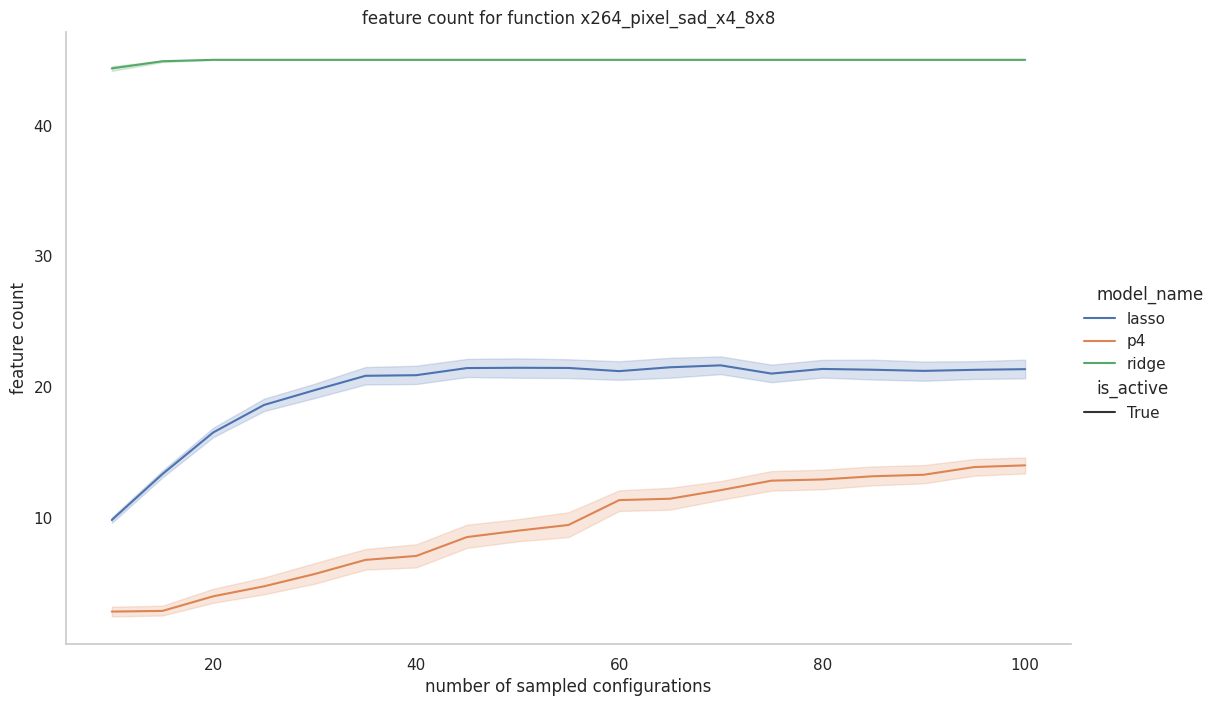 feature count for function x264_pixel_sad_x4_8x8
feature count
40
30
20
10
20
40
60
80
100
number of sampled configurations
model_name
lasso
p4
ridge
is_active
True